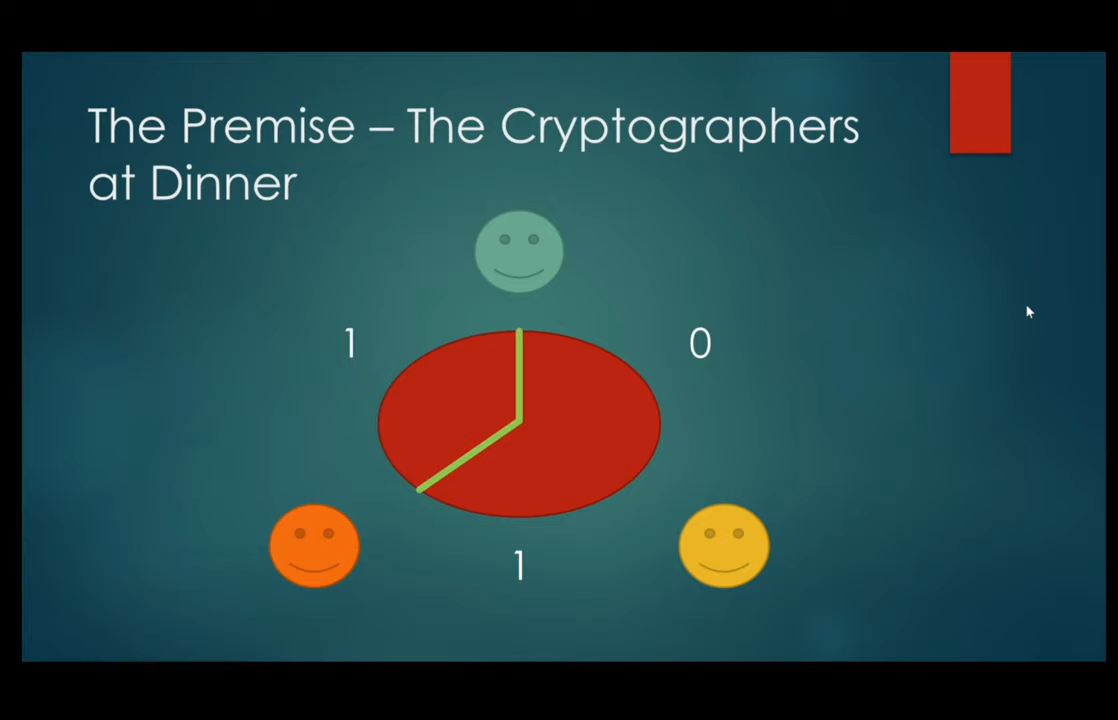 The Premise – The Cryptographers
at Dinner
1
0
1